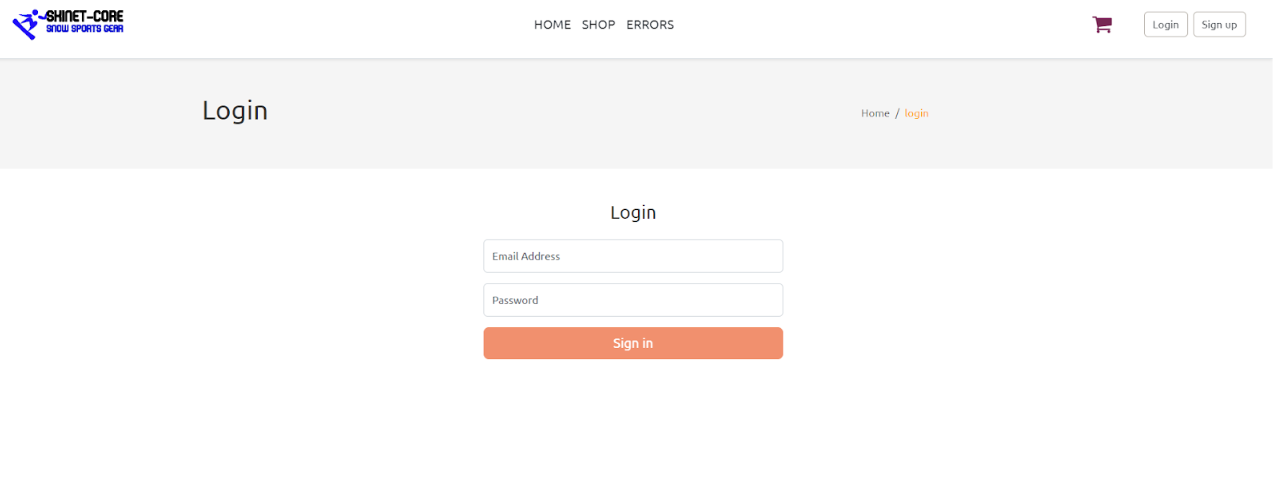 SKINET-CORE
SNOW SPORTS GEAR
HOME SHOP ERRORS
Login Sign up
Login
Home / login
Login
Email Address
Password
Sign in